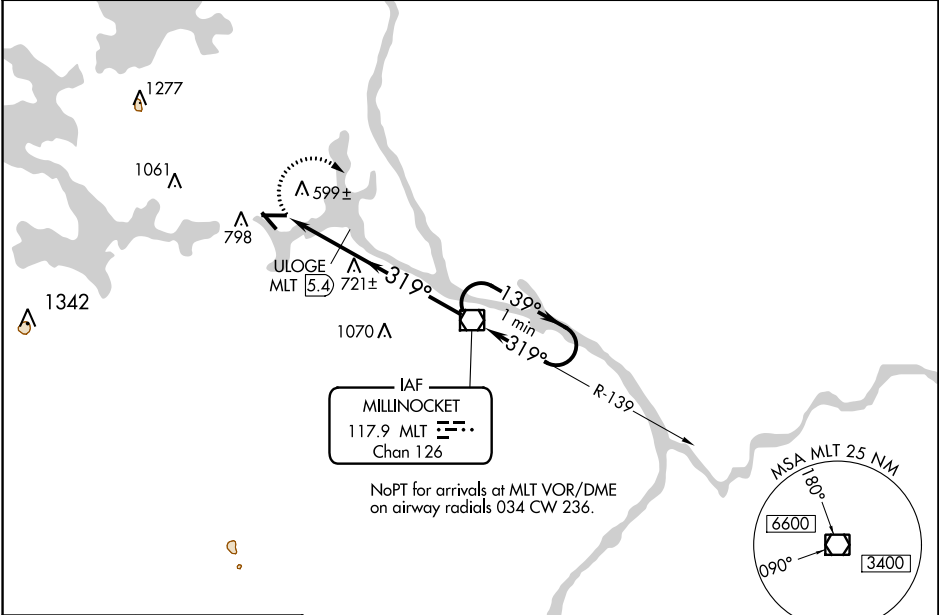 1277
1061
599±
798
ULOGE
MLT 5.4
721±
319°
139°
1 min
319°
1342
1070
R-139
IAF
MILLINOCKET
117.9 MLT
Chan 126
NoPT for arrivals at MLT VOR/DME
on airway radials 034 CW 236.
MSA MLT 25 NM
180°
6600
090°
3400